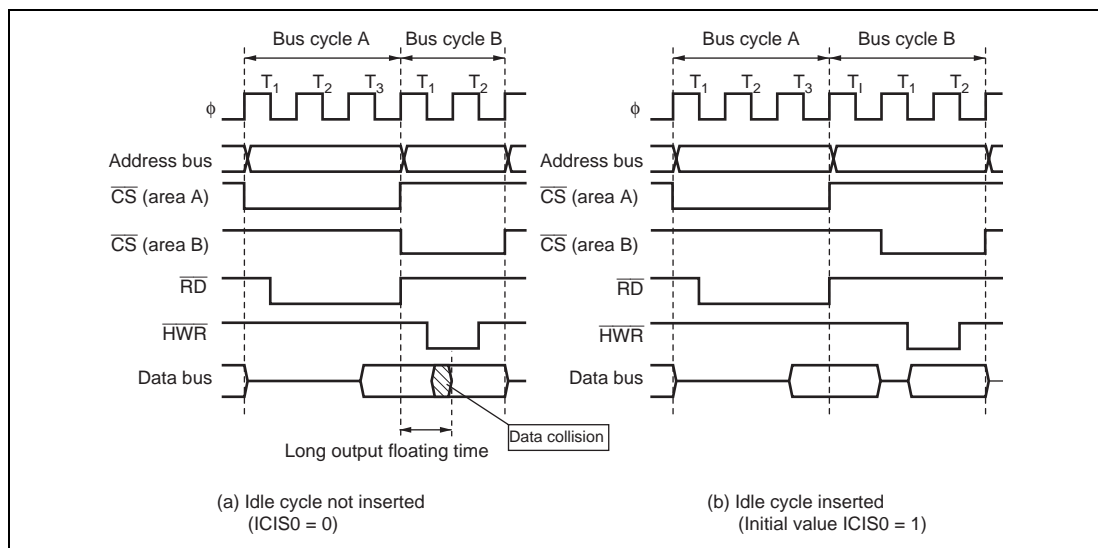 Bus cycle A Bus cycle B
T1 T2 T3 T1 T2
φ
Address bus
CS (area A)
CS (area B)
RD
HWR
Data bus
Data collision
Long output floating time
(a) Idle cycle not inserted
(ICIS0 = 0)
Bus cycle A Bus cycle B
T1 T2 T3 TI T1 T2
φ
Address bus
CS (area A)
CS (area B)
RD
HWR
Data bus
(b) Idle cycle inserted
(Initial value ICIS0 = 1)